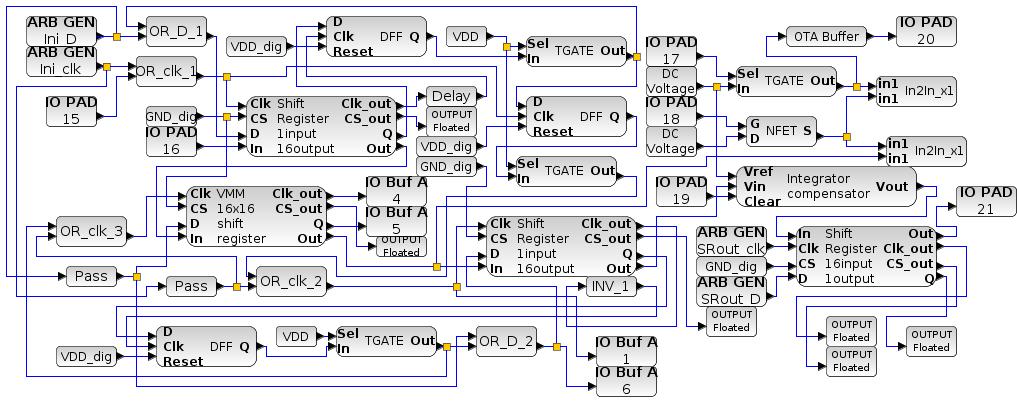 ARB GEN
Ini_D
ARB GEN
Ini clk
IO PAD
15
OR_D_1
OR_clk_1
GND_dig
IO PAD
16
VDD_dig
D
Clk
Reset
DFF
Q
Clk
CS
D
In
Shift
Register
1input
16output
Clk_out
CS_out
Q
Out
Delay
OUTPUT
Floated
VDD_dig
GND_dig
VDD
Sel
In
TGATE
Out
D
Clk
Reset
DFF
Q
Sel
In
TGATE
Out
IO PAD
17
DC
Voltage
IO PAD
18
DC
Voltage
IO PAD
19
Sel
In
TGATE
Out
G
D
NFET
S
OTA Buffer
IO PAD
20
in1
in1
In2In_x1
in1
in1
In2In_x1
Vref
Vin
Clear
Integrator
compensator
Vout
IO PAD
21
Clk
CS
D
In
VMM
16x16
shift
register
Clk_out
CS_out
Q
Out
IO Buf A
4
IO Buf A
5
OUTPUT
Floated
OR_clk_3
Pass
Pass
OR_clk_2
Clk
CS
D
In
Shift
Register
1input
16output
Clk_out
CS_out
Q
Out
INV_1
ARB GEN
SRout_clk
GND_dig
ARB GEN
SRout_D
OUTPUT
Floated
In
Clk
CS
D
Shift
Register
16input
1output
Out
Clk_out
CS_out
Q
OUTPUT
Floated
OUTPUT
Floated
OUTPUT
Floated
VDD_dig
D
Clk
Reset
DFF
Q
VDD
Sel
In
TGATE
Out
OR_D_2
IO Buf A
1
IO Buf A
6